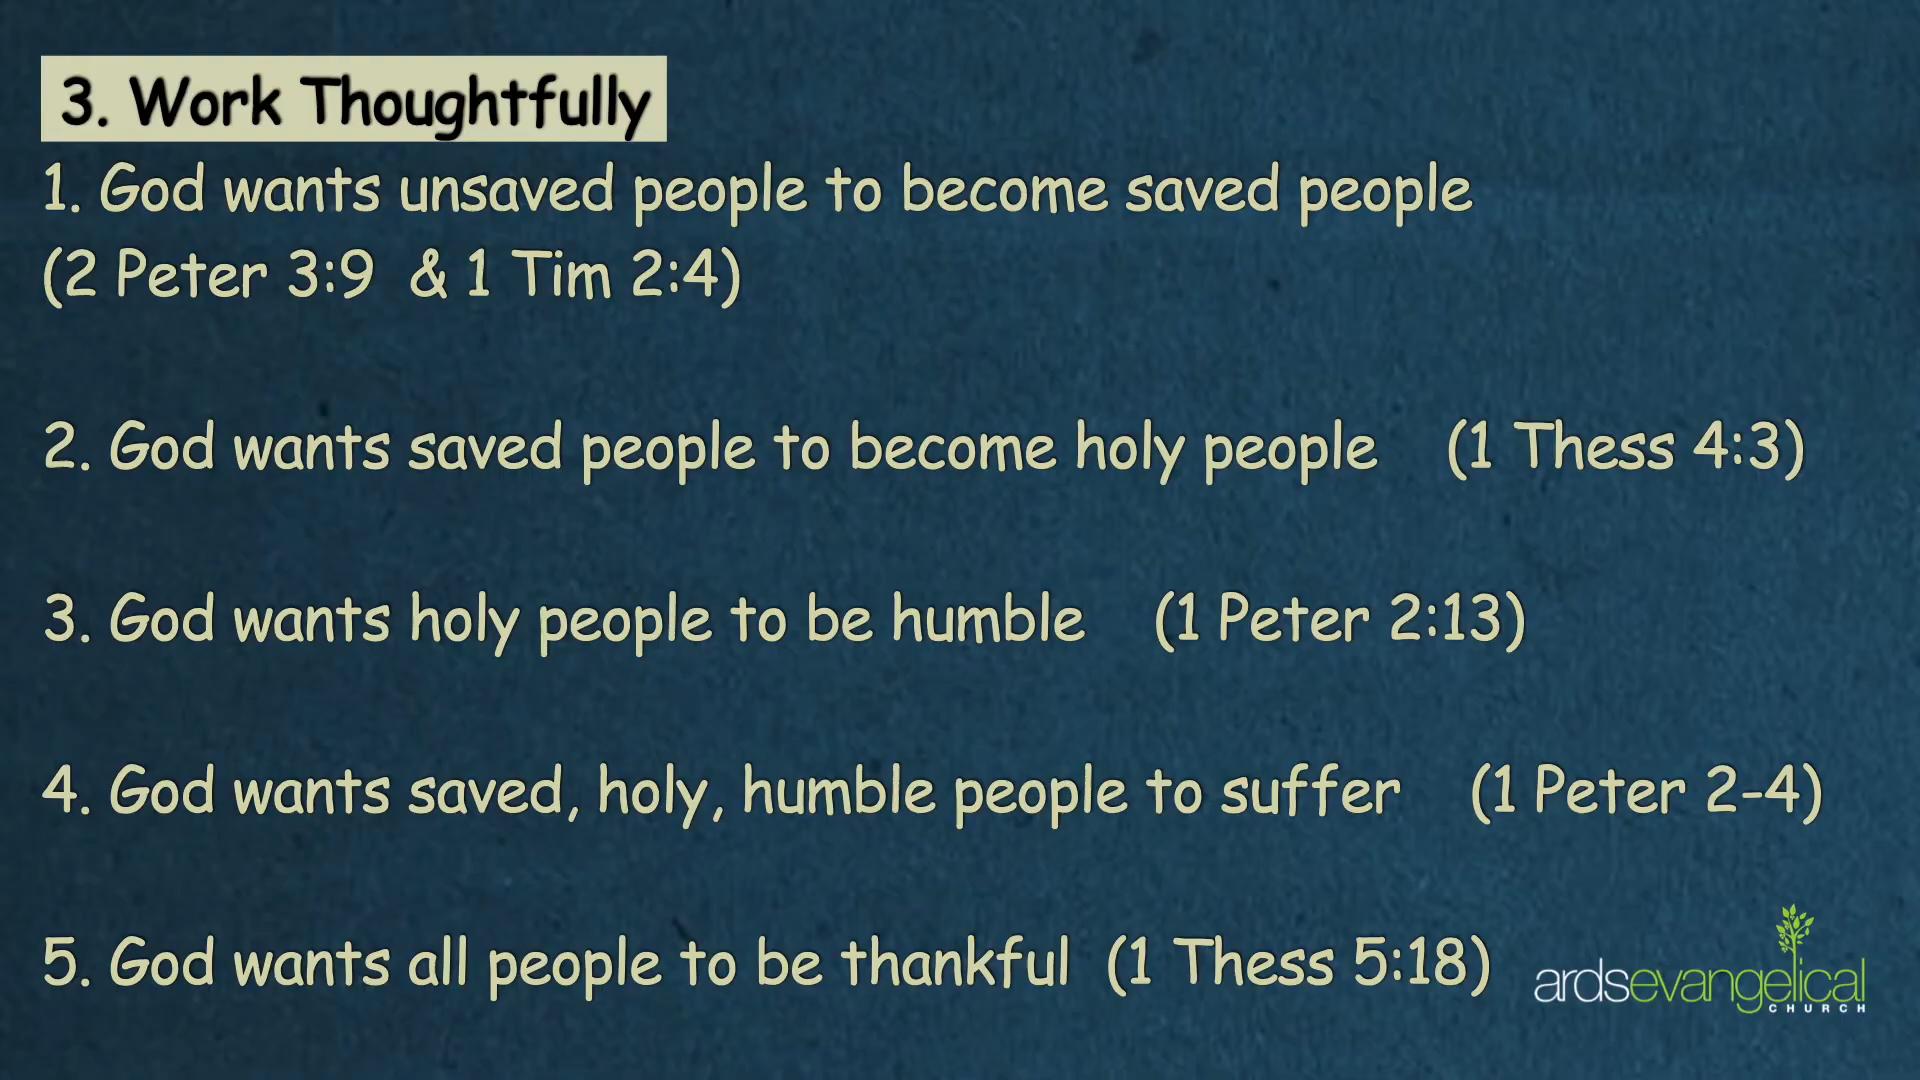 3. Work Thoughtfully
1. God wants unsaved people to become saved people
(2 Peter 3:9 & 1 Tim 2:4)
2. God wants saved people to become holy people (1 Thess 4:3)
3. God wants holy people to be humble (1 Peter 2:13)
4. God wants saved, holy, humble people to suffer (1 Peter 2-4)
5. God wants all people to be thankful (1 Thess 5:18)
ardsevangelical
CHURCH